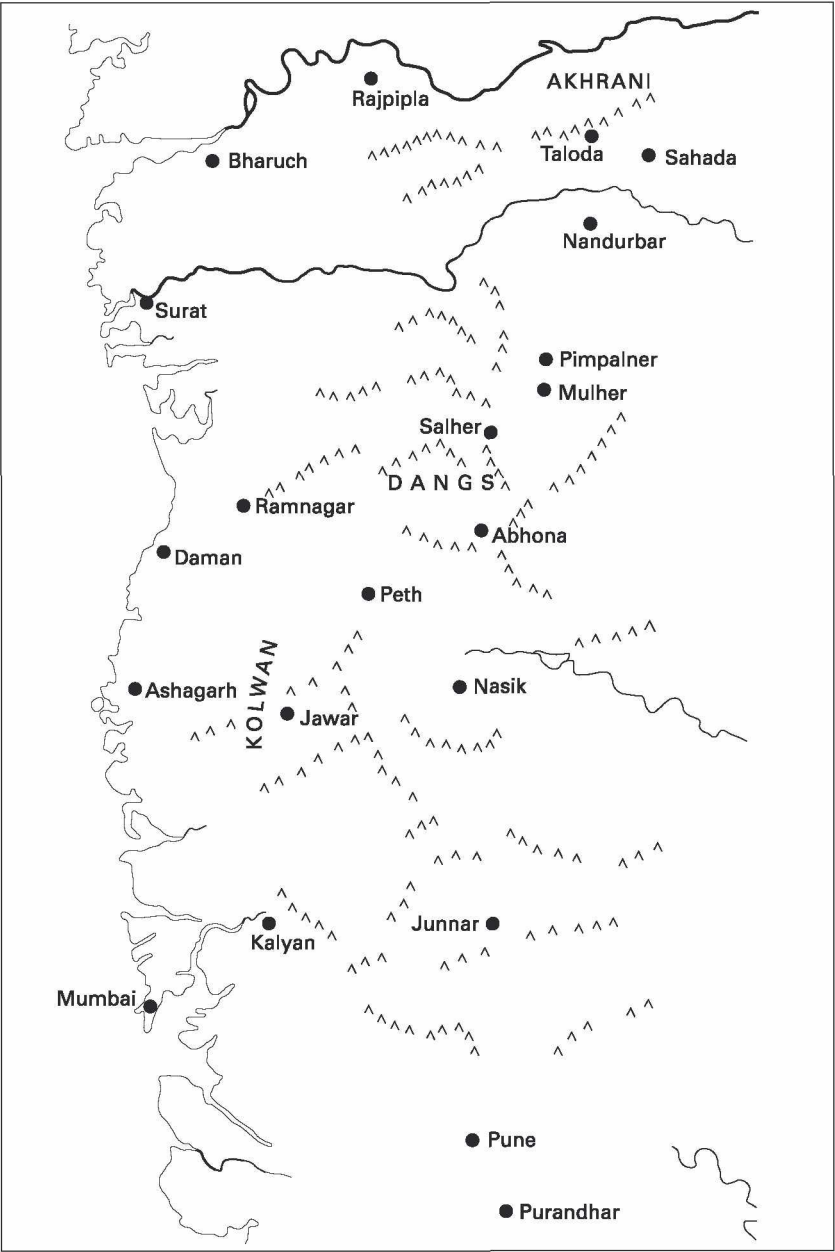 AKHRANI
Rajpipla
Bharuch
Taloda
Sahada
Nandurbar
Surat
Pimpalner
Mulher
Salher
DANGS
Ramnagar
Abhona
Daman
Peth
KOLWAN
Ashagarh
Nasik
Jawar
Junnar
Kalyan
Mumbai
Pune
Purandhar